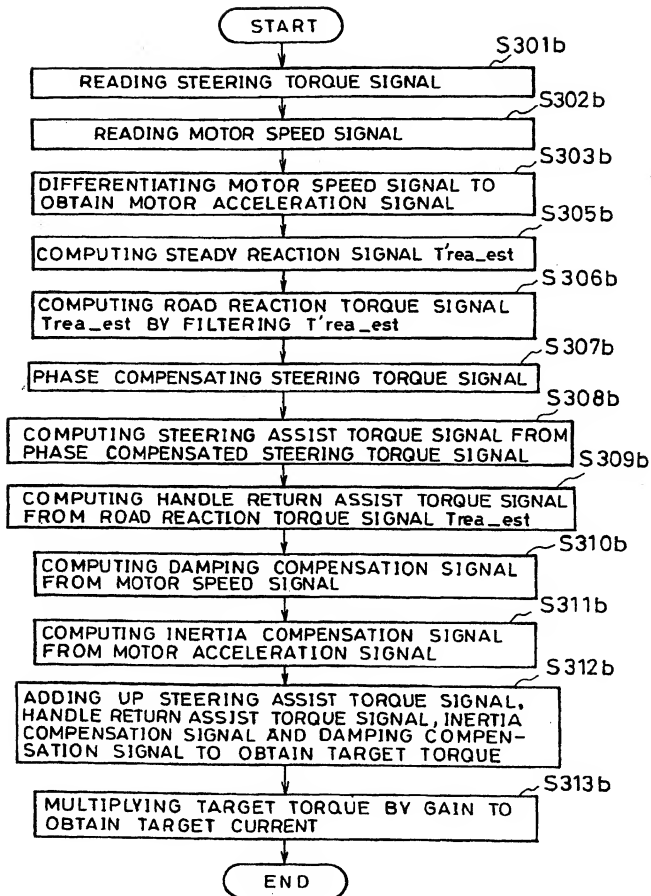 START
S301b
READING STEERING TORQUE SIGNAL
S302b
READING MOTOR SPEED SIGNAL
S303b
DIFFERENTIATING MOTOR SPEED SIGNAL TO
OBTAIN MOTOR ACCELERATION SIGNAL
S305b
COMPUTING STEADY REACTION SIGNAL T'rea_est
S306b
COMPUTING ROAD REACTION TORQUE SIGNAL
Trea_est BY FILTERING T'rea_est
S307b
PHASE COMPENSATING STEERING TORQUE SIGNAL
S308b
COMPUTING STEERING ASSIST TORQUE SIGNAL FROM
PHASE COMPENSATED STEERING TORQUE SIGNAL
S309b
COMPUTING HANDLE RETURN ASSIST TORQUE SIGNAL
FROM ROAD REACTION TORQUE SIGNAL Trea_est
S310b
COMPUTING DAMPING COMPENSATION SIGNAL
FROM MOTOR SPEED SIGNAL
S311b
COMPUTING INERTIA COMPENSATION SIGNAL
FROM MOTOR ACCELERATION SIGNAL
S312b
ADDING UP STEERING ASSIST TORQUE SIGNAL,
HANDLE RETURN ASSIST TORQUE SIGNAL, INERTIA
COMPENSATION SIGNAL AND DAMPING COMPEN-
SATION SIGNAL TO OBTAIN TARGET TORQUE
S313b
MULTIPLYING TARGET TORQUE BY GAIN TO
OBTAIN TARGET CURRENT
END